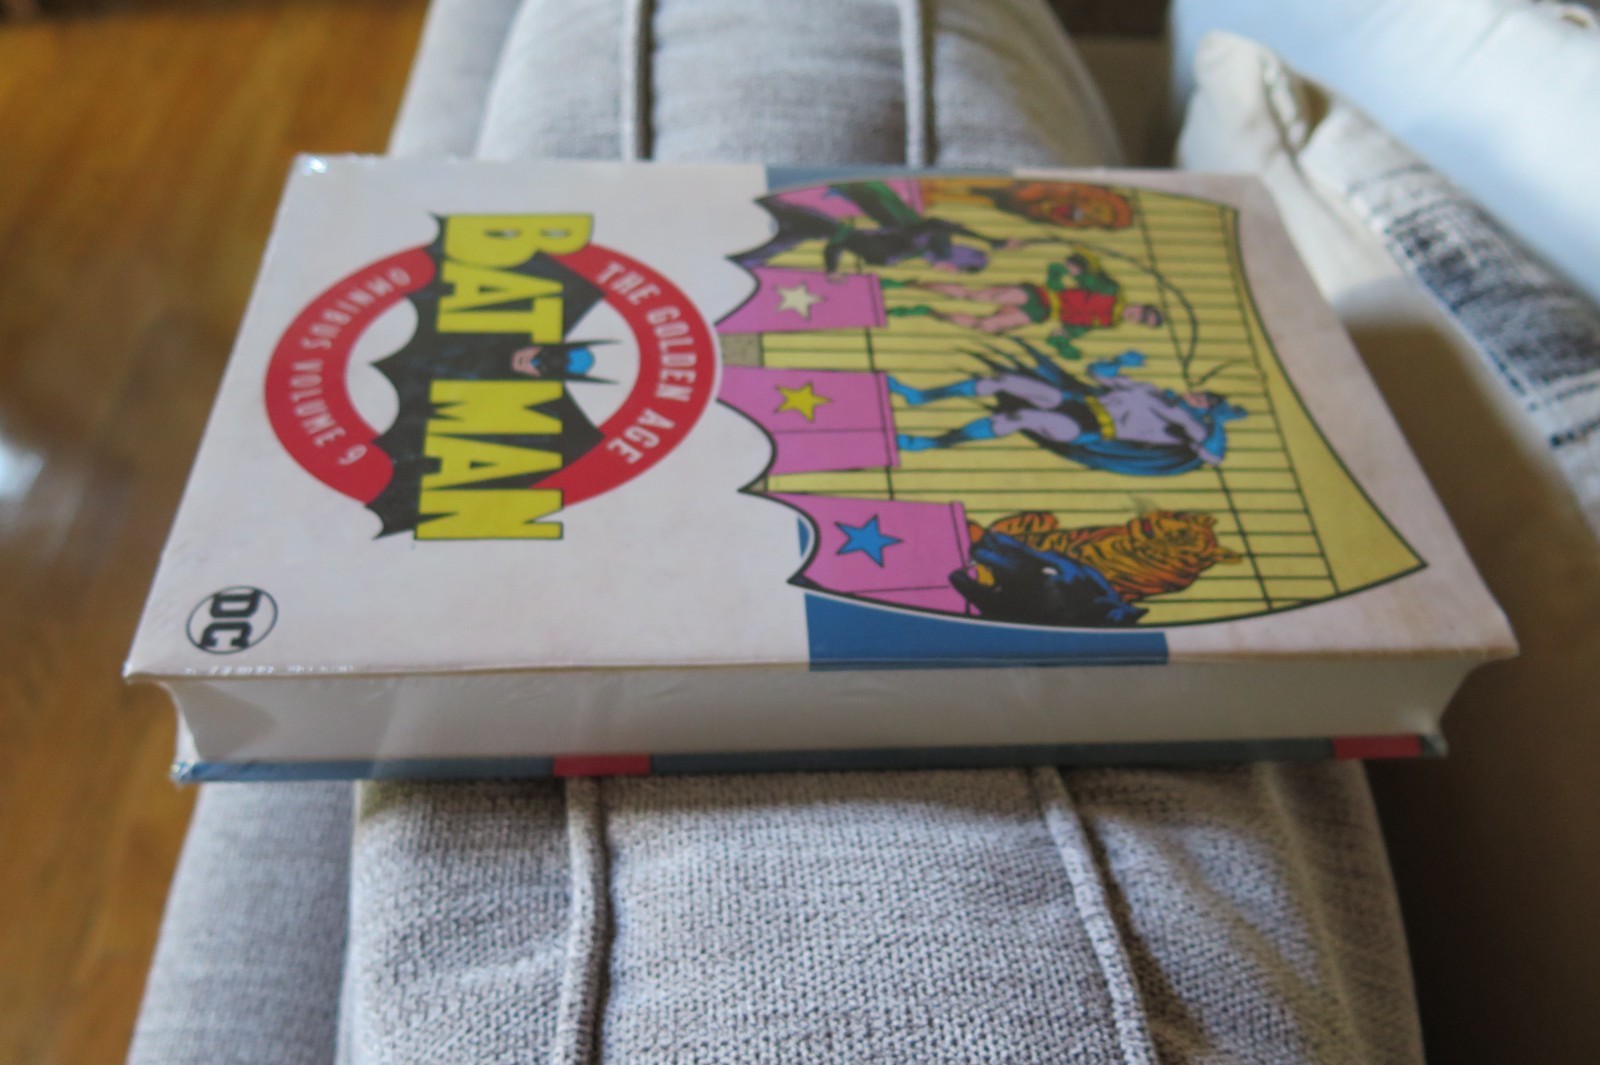 THE GOLDEN AGE
BATMAN
OMNIBUS VOLUME 9
DC